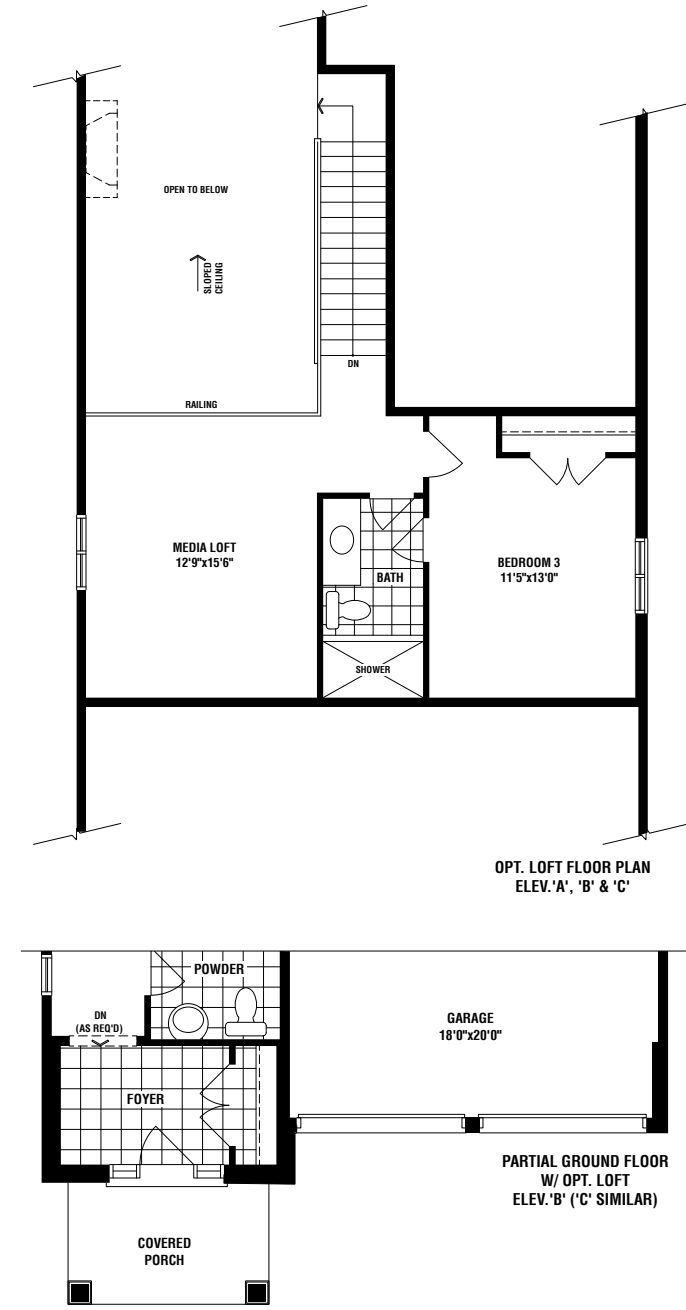 OPEN TO BELOW
SLOPED
CEILING
DN
RAILING
MEDIA LOFT
12'9"x15'6"
BATH
BEDROOM 3
11'5"x13'0"
SHOWER
OPT. LOFT FLOOR PLAN
ELEV.'A', 'B' & 'C'
POWDER
DN
(AS REQ'D)
GARAGE
18'0"x20'0"
FOYER
PARTIAL GROUND FLOOR
W/ OPT. LOFT
ELEV.'B' ('C' SIMILAR)
COVERED
PORCH